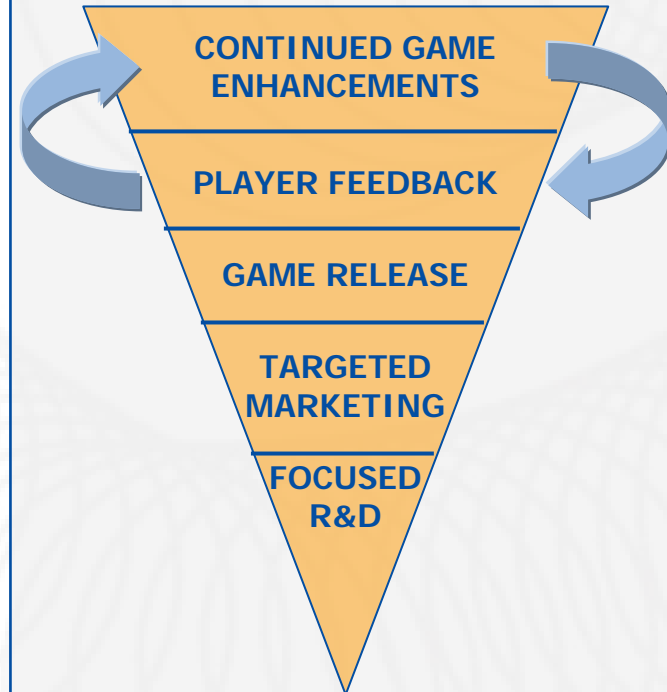 CONTINUED GAME
ENHANCEMENTS
PLAYER FEEDBACK
GAME RELEASE
TARGETED
MARKETING
FOCUSED
R&D